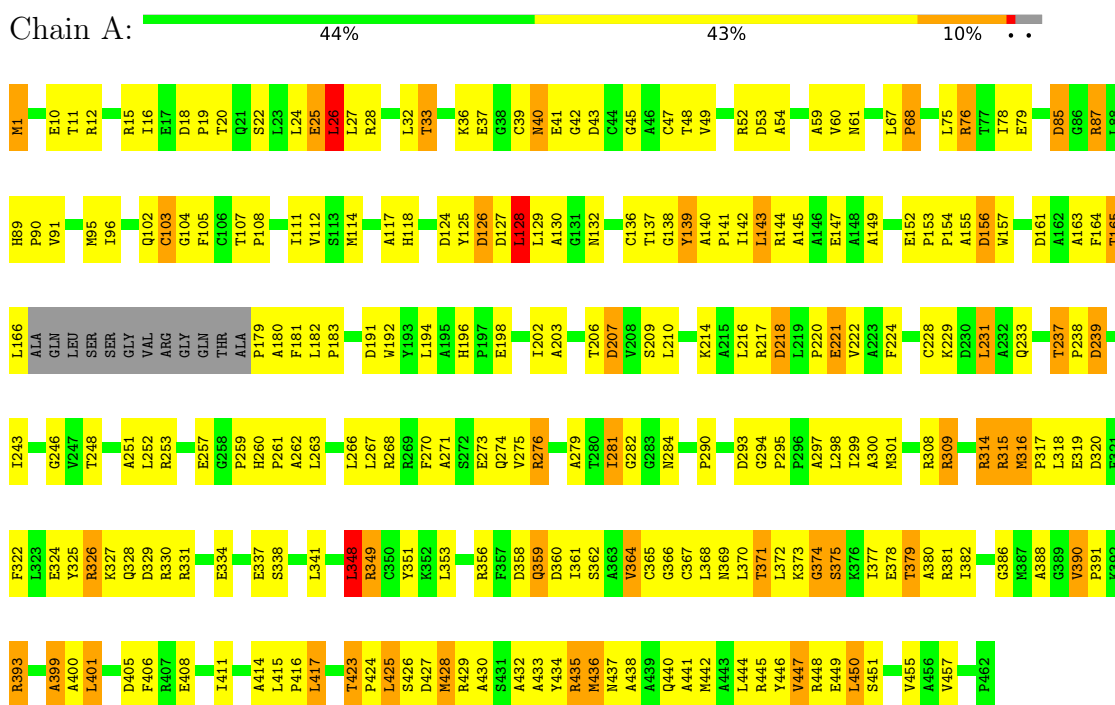 Chain A:
44% 43% 10% • •
M1 E10 T11 R12 R15 I16 E17 D18 P19 T20 Q21 S22 L23 L24 E25 L26 L27 R28 L32 T33 K36 E37 G38 C39 N40 E41 G42 D43 C44 G45 A46 C47 T48 V49 R52 D53 A54 A59 V60 N61 L67 P68 L75 R76 T77 I78 E79 D85 G86 R87 L88
H89 P90 V91 M95 I96 Q102 C103 G104 F105 C106 T107 P108 I111 V112 S113 M114 A117 H118 D124 Y125 D126 D127 L128 L129 A130 G131 N132 C136 T137 G138 Y139 A140 P141 I142 L143 R144 A145 A146 E147 A148 A149 E152 P153 P154 A155 D156 W157 D161 A162 A163 F164 T165
L166 ALA GLN LEU SER SER GLY VAL ARG GLY GLN THR ALA P179 A180 F181 L182 P183 D191 W192 Y193 L194 A195 H196 P197 E198 I202 A203 T206 D207 V208 S209 L210 K214 A215 L216 R217 D218 L219 P220 E221 V222 A223 F224 C228 K229 D230 L231 A232 Q233 T237 P238 D239
I243 G246 V247 T248 A251 L252 R253 E257 G258 P259 H260 P261 A262 L263 L266 L267 R268 R269 F270 A271 S272 E273 Q274 V275 R276 A279 T280 I281 G282 G283 N284 P290 D293 G294 P295 P296 A297 L298 I299 A300 M301 R308 R309 R314 R315 M316 P317 L318 E319 D320 E321
F322 L323 E324 Y325 R326 K327 Q328 D329 R330 R331 E334 E337 S338 L341 L348 R349 C350 Y351 K352 L353 R356 F357 D358 Q359 D360 I361 S362 A363 V364 C365 G366 C367 L368 N369 L370 T371 L372 K373 G374 S375 K376 I377 E378 T379 A380 R381 I382 G386 M387 A388 G389 V390 P391 K392
R393 A399 A400 L401 D405 F406 R407 E408 I411 A414 L415 P416 L417 T423 P424 L425 S426 D427 M428 R429 A430 S431 A432 A433 Y434 R435 M436 N437 A438 A439 Q440 A441 M442 A443 L444 R445 Y446 V447 R448 E449 L450 S451 V455 A456 V457 P462